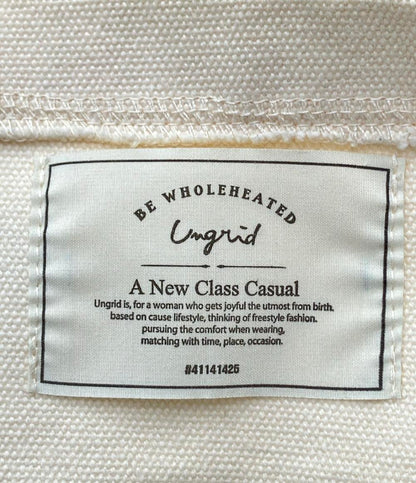 BE WHOLEHEATED
Ungrid
A New Class Casual
Ungrid is, for a woman who gets joyful the utmost from birth.
based on cause lifestyle, thinking of freestyle fashion.
pursuing the comfort when wearing,
matching with time, place, occasion.
#41141426